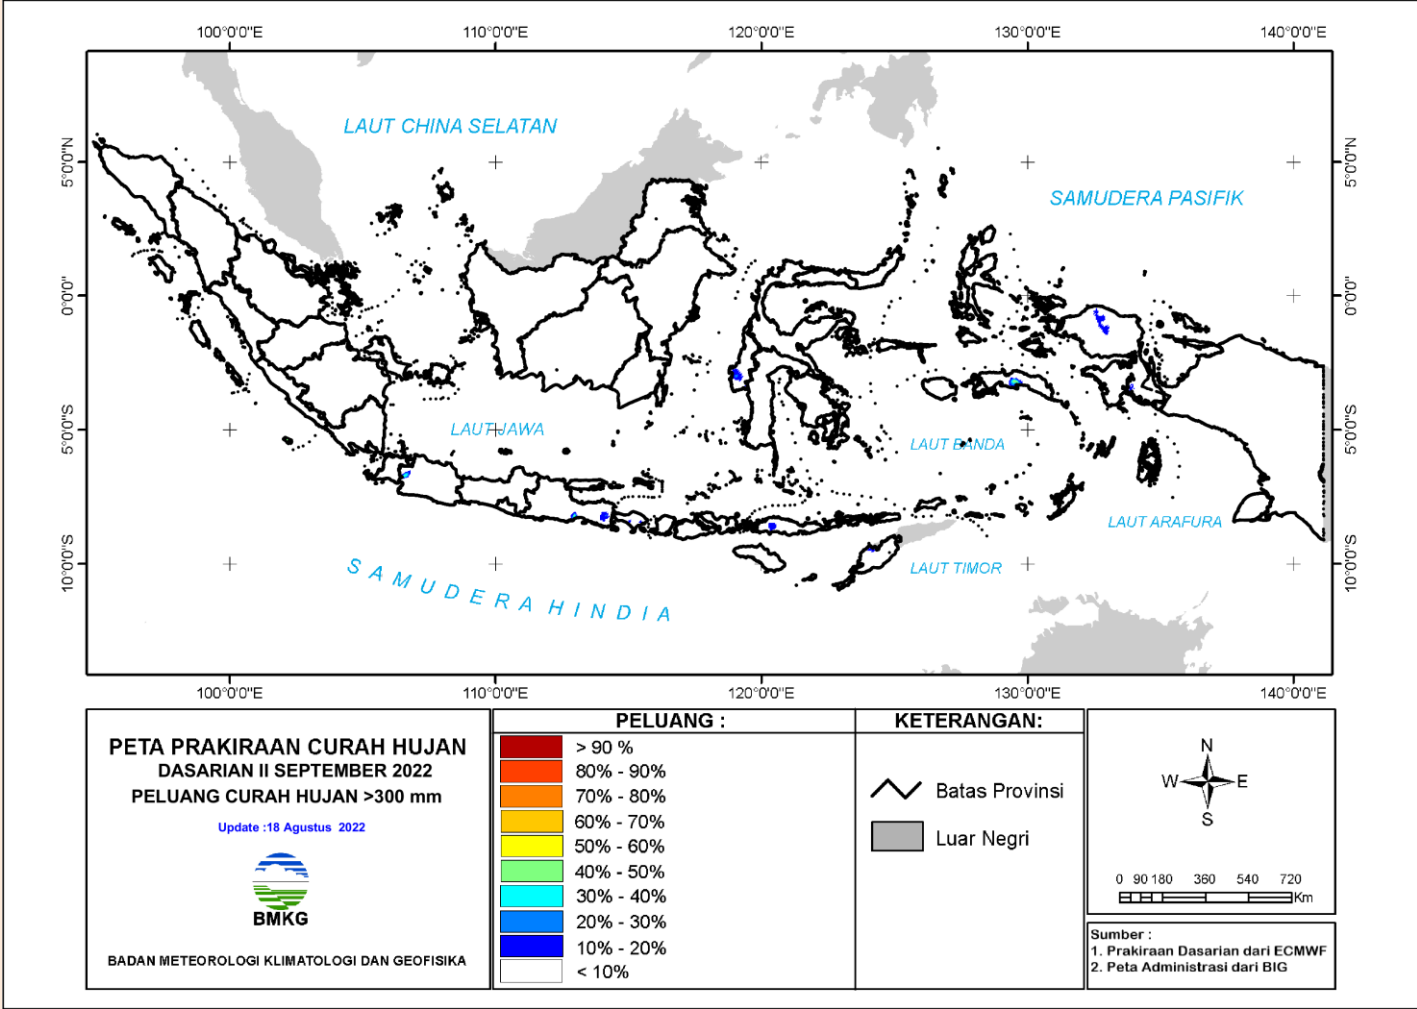 100°0'0"E 110°0'0"E 120°0'0"E 130°0'0"E 140°0'0"E
5°0'0"N 0°0'0" 5°0'0"S 10°0'0"S
LAUT CHINA SELATAN
SAMUDERA PASIFIK
LAUT JAWA
LAUT BANDA
LAUT ARAFURA
LAUT TIMOR
SAMUDERA HINDIA
5°0'0"N 0°0'0" 5°0'0"S 10°0'0"S
100°0'0"E 110°0'0"E 120°0'0"E 130°0'0"E 140°0'0"E
PETA PRAKIRAAN CURAH HUJAN
DASARIAN II SEPTEMBER 2022
PELUANG CURAH HUJAN >300 mm
Update :18 Agustus 2022
BMKG
BADAN METEOROLOGI KLIMATOLOGI DAN GEOFISIKA
PELUANG :
> 90 %
80% - 90%
70% - 80%
60% - 70%
50% - 60%
40% - 50%
30% - 40%
20% - 30%
10% - 20%
< 10%
KETERANGAN:
Batas Provinsi
Luar Negri
N
W E
S
0 90 180 360 540 720
Km
Sumber :
1. Prakiraan Dasarian dari ECMWF
2. Peta Administrasi dari BIG